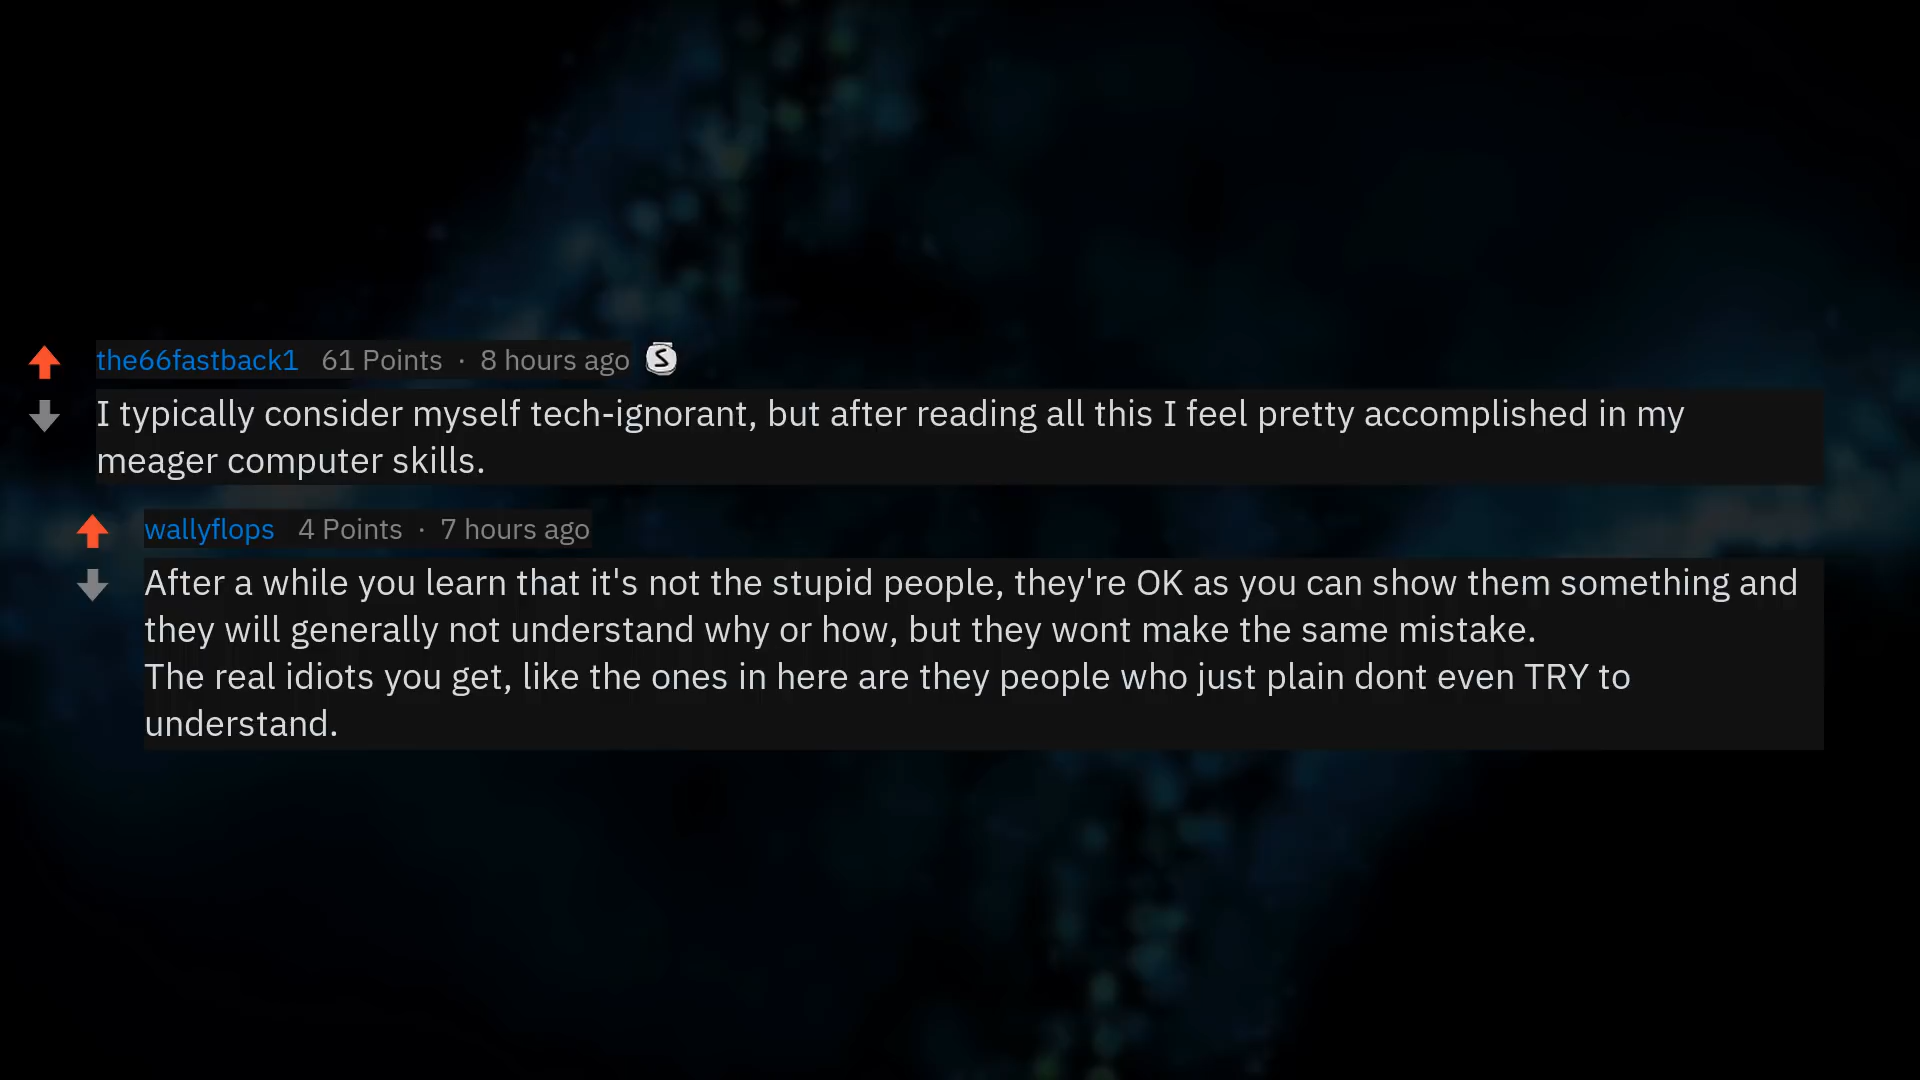 the66fastback1 61 Points · 8 hours ago S
I typically consider myself tech-ignorant, but after reading all this I feel pretty accomplished in my
meager computer skills.
wallyflops 4 Points · 7 hours ago
After a while you learn that it's not the stupid people, they're OK as you can show them something and
they will generally not understand why or how, but they wont make the same mistake.
The real idiots you get, like the ones in here are they people who just plain dont even TRY to
understand.